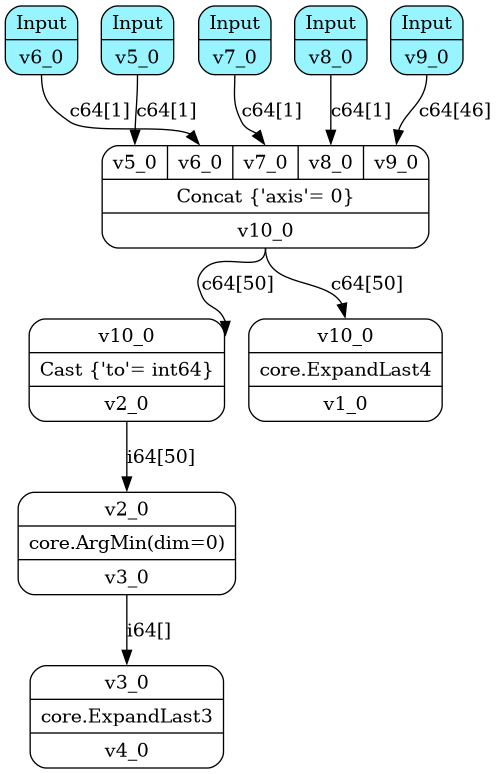 Input Input Input Input Input
v6_0 v5_0 v7_0 v8_0 v9_0
c64[1] c64[1] c64[1] c64[1] c64[46]
v5_0 v6_0 v7_0 v8_0 v9_0
Concat {'axis'= 0}
v10_0
c64[50] c64[50]
v10_0 v10_0
Cast {'to'= int64} core.ExpandLast4
v2_0 v1_0
i64[50]
v2_0
core.ArgMin(dim=0)
v3_0
i64[]
v3_0
core.ExpandLast3
v4_0